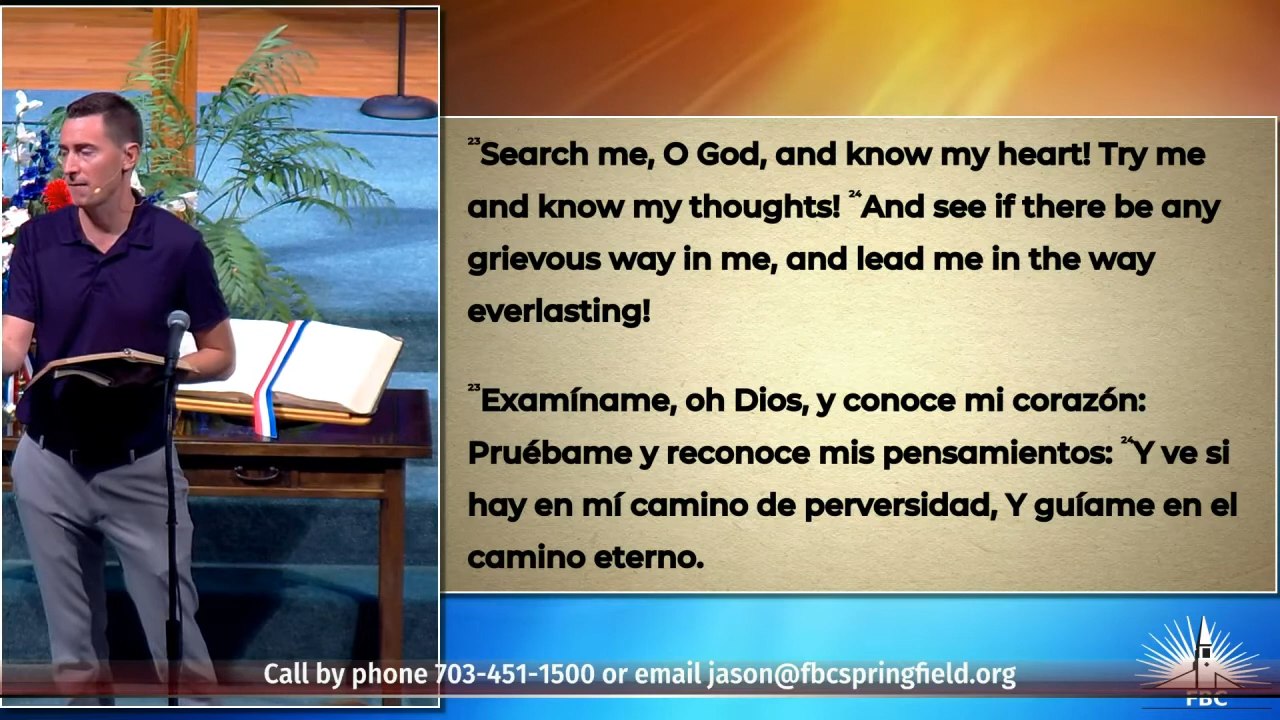 ²³Search me, O God, and know my heart! Try me
and know my thoughts! ²⁴And see if there be any
grievous way in me, and lead me in the way
everlasting!
²³Examíname, oh Dios, y conoce mi corazón:
Pruébame y reconoce mis pensamientos: ²⁴Y ve si
hay en mí camino de perversidad, Y guíame en el
camino eterno.
Call by phone 703-451-1500 or email jason@fbcspringfield.org
FBC